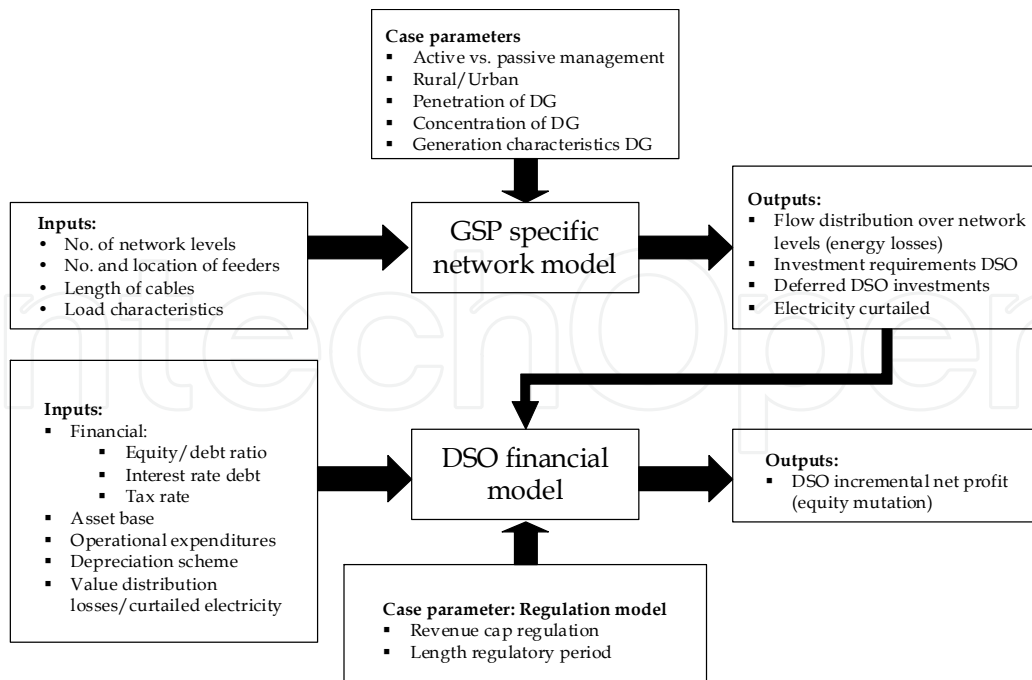 Case parameters
▪ Active vs. passive management
▪ Rural/Urban
▪ Penetration of DG
▪ Concentration of DG
▪ Generation characteristics DG
Inputs:
• No. of network levels
• No. and location of feeders
• Length of cables
• Load characteristics
GSP specific
network model
Outputs:
▪ Flow distribution over network
levels (energy losses)
▪ Investment requirements DSO
▪ Deferred DSO investments
▪ Electricity curtailed
Inputs:
▪ Financial:
▪ Equity/debt ratio
▪ Interest rate debt
▪ Tax rate
▪ Asset base
▪ Operational expenditures
▪ Depreciation scheme
▪ Value distribution
losses/curtailed electricity
DSO financial
model
Outputs:
▪ DSO incremental net profit
(equity mutation)
Case parameter: Regulation model
▪ Revenue cap regulation
▪ Length regulatory period
ntechOpen